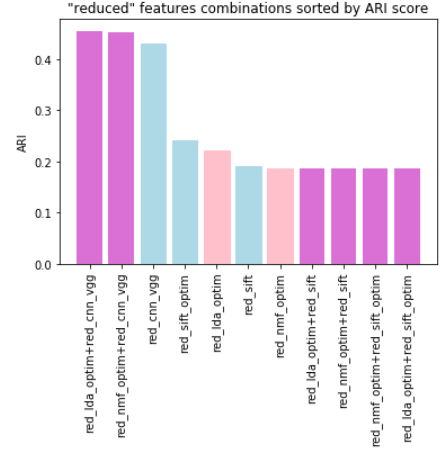 "reduced" features combinations sorted by ARI score
0.4
0.3
0.2
0.1
0.0
ARI
red_lda_optim+red_cnn_vgg
red_nmf_optim+red_cnn_vgg
red_cnn_vgg
red_sift_optim
red_lda_optim
red_sift
red_nmf_optim
red_lda_optim+red_sift
red_nmf_optim+red_sift
red_nmf_optim+red_sift_optim
red_lda_optim+red_sift_optim